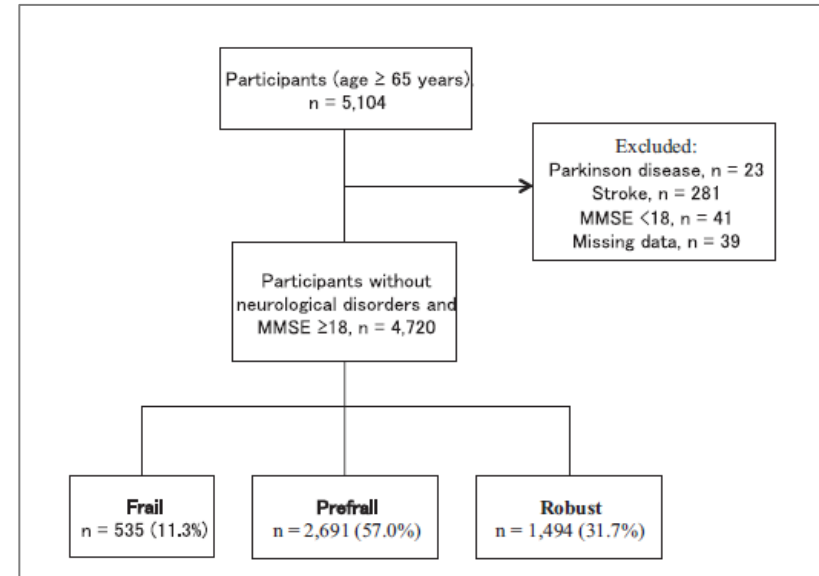 Participants (age ≥ 65 years),
n = 5,104
Excluded:
Parkinson disease, n = 23
Stroke, n = 281
MMSE <18, n = 41
Missing data, n = 39
Participants without
neurological disorders and
MMSE ≥18, n = 4,720
Frail
n = 535 (11.3%)
Prefrall
n = 2,691 (57.0%)
Robust
n = 1,494 (31.7%)